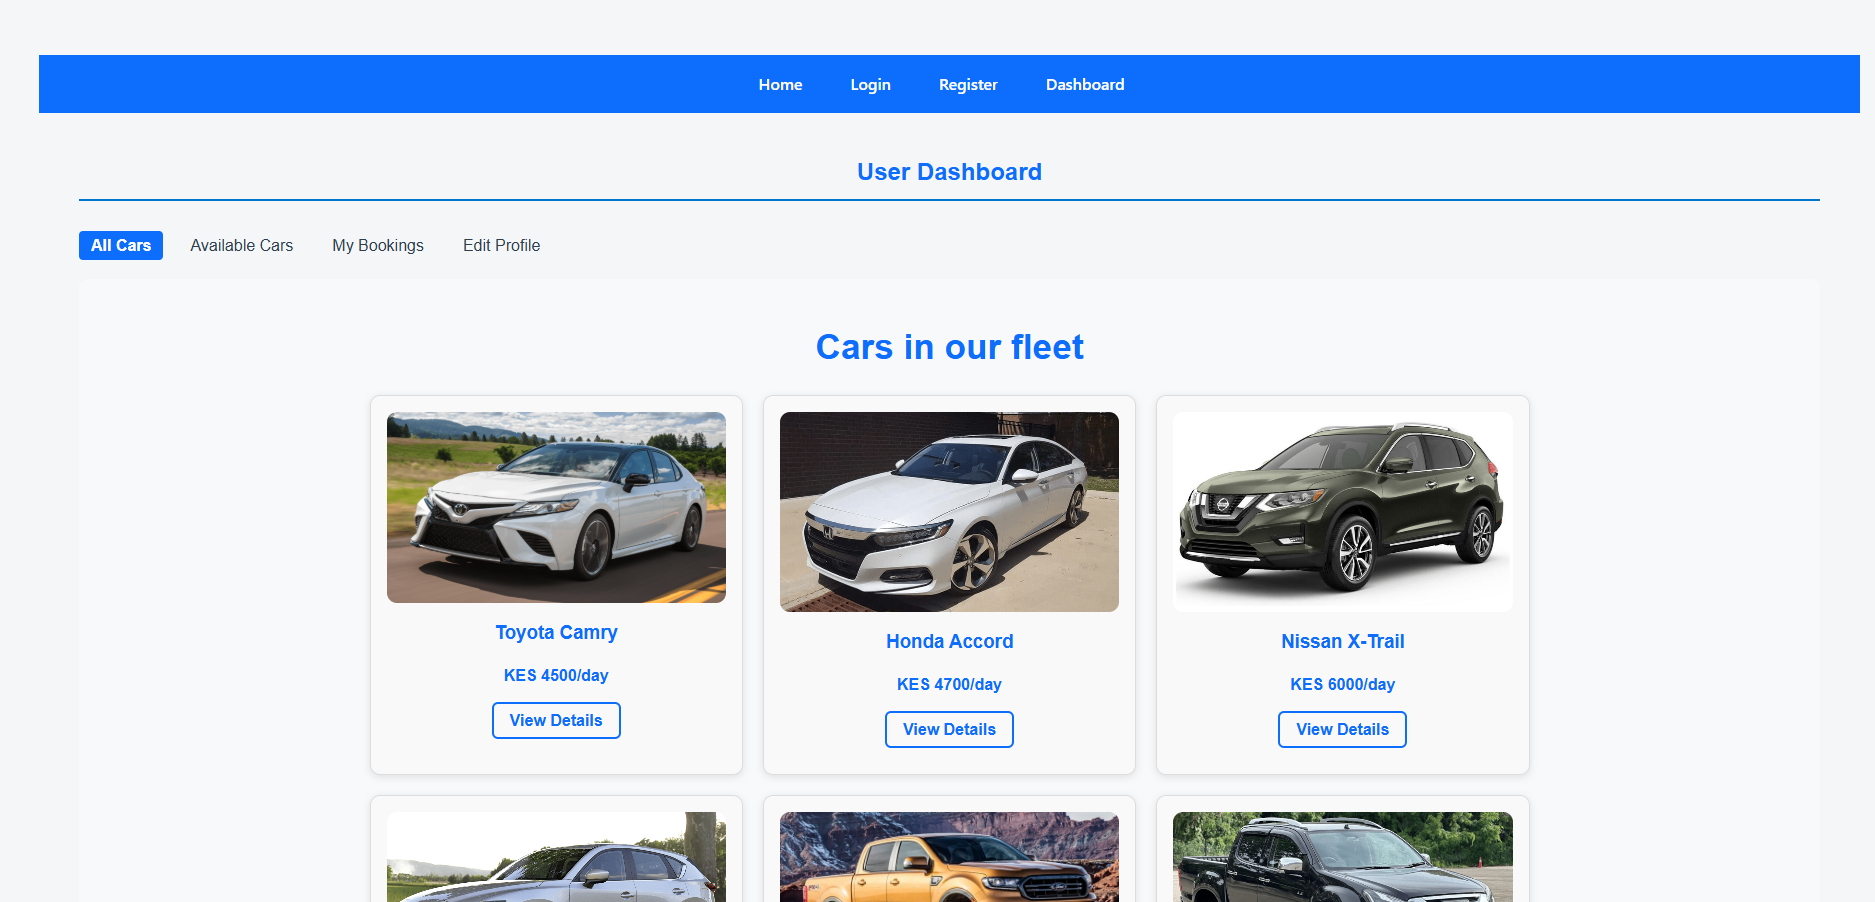 Home Login Register Dashboard
User Dashboard
All Cars Available Cars My Bookings Edit Profile
Cars in our fleet
Toyota Camry
KES 4500/day
View Details
Honda Accord
KES 4700/day
View Details
Nissan X-Trail
KES 6000/day
View Details